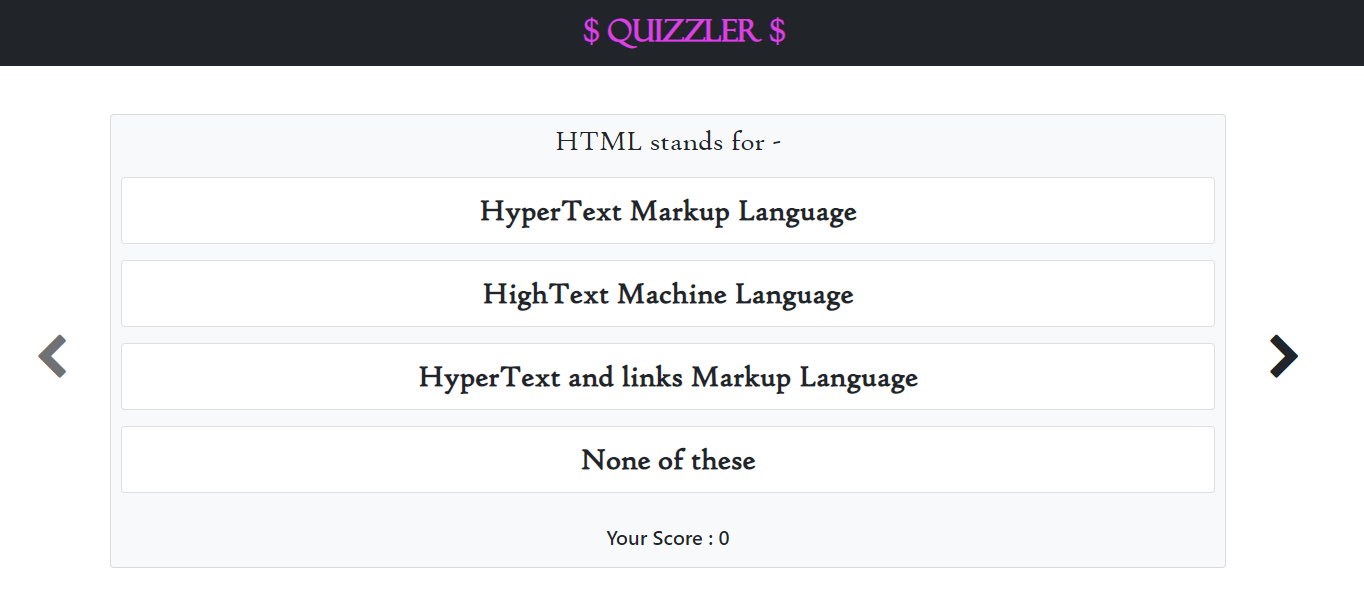 $ QUIZZLER $
HTML stands for -
HyperText Markup Language
HighText Machine Language
HyperText and links Markup Language
None of these
Your Score : 0